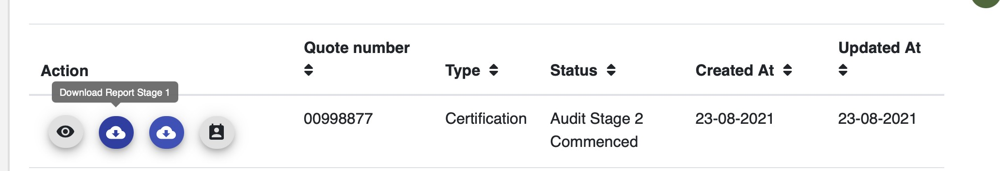 Action
Quote number
Type
Status
Created At
Updated At
Download Report Stage 1
00998877
Certification
Audit Stage 2
Commenced
23-08-2021
23-08-2021